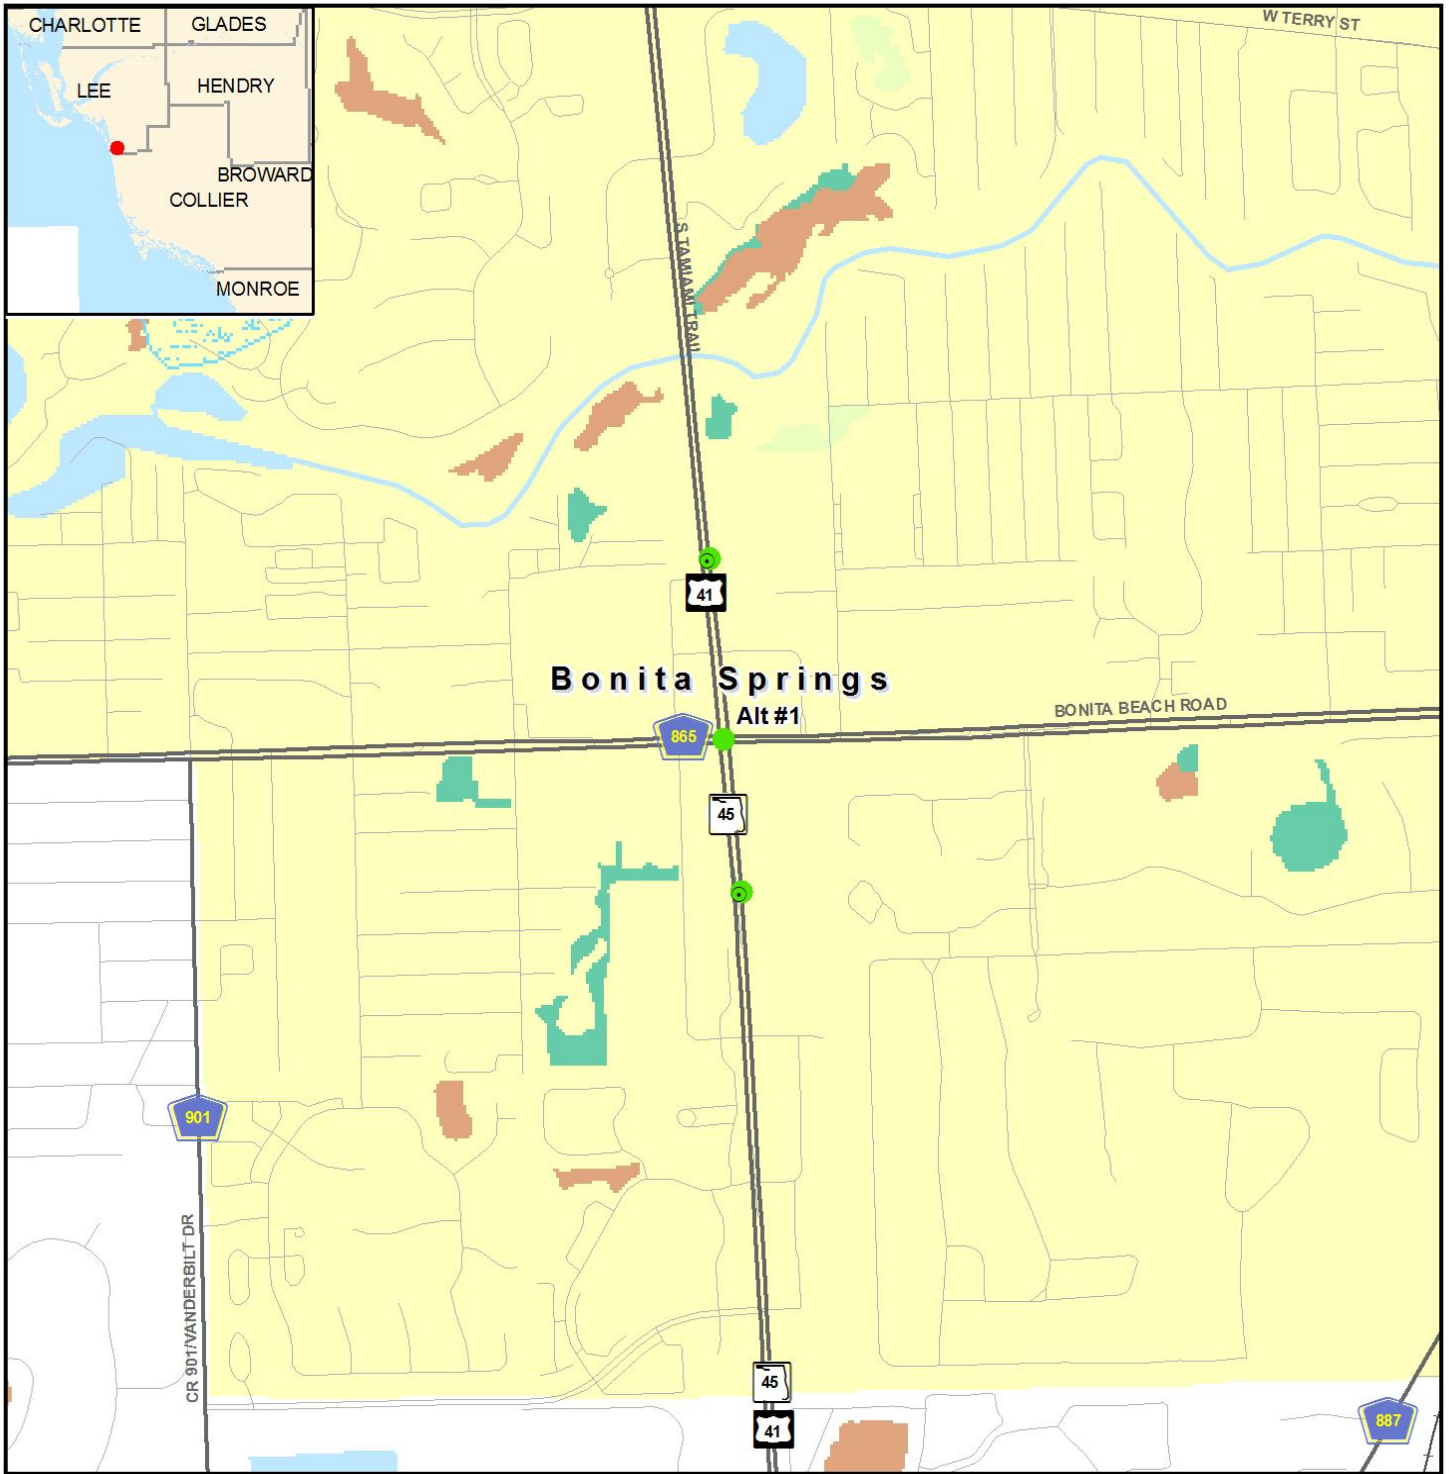 CHARLOTTE
GLADES
LEE
HENDRY
BROWARD
COLLIER
MONROE
W TERRY ST
S TAMIAMI TRAIL
41
Bonita Springs
Alt #1
865
BONITA BEACH ROAD
45
901
CR 901/VANDERBILT DR
45
41
887